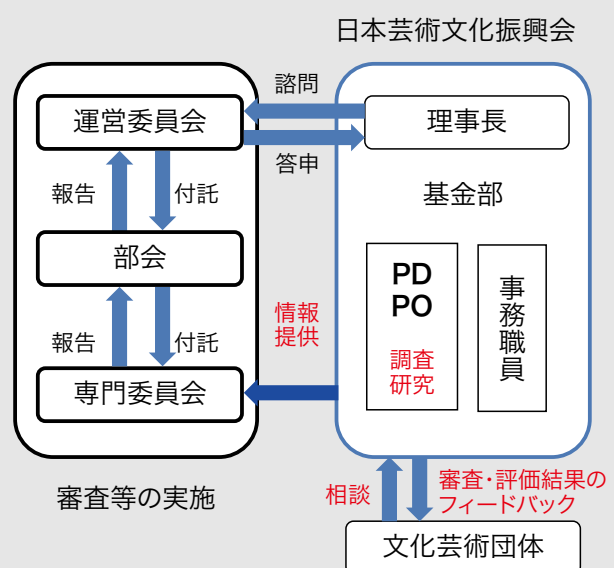 日本芸術文化振興会
諮問
運営委員会
理事長
答申
報告
付託
基金部
部会
PD
PO
調査
研究
事務職員
情報
提供
報告
付託
専門委員会
審査等の実施
相談
審査・評価結果の
フィードバック
文化芸術団体